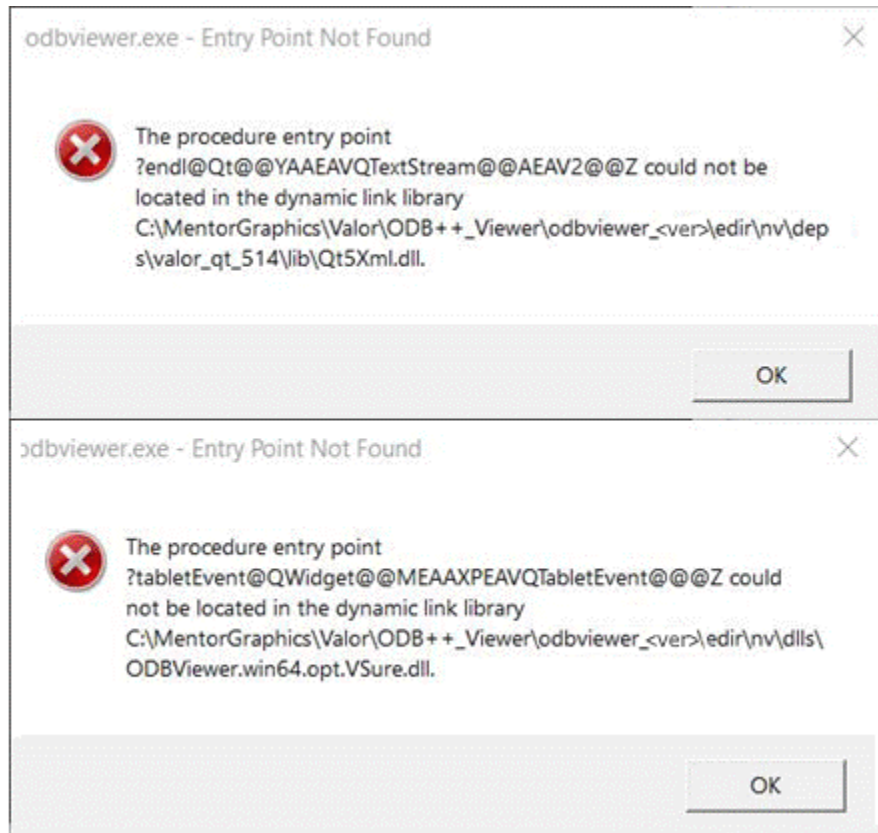 odbviewer.exe - Entry Point Not Found
The procedure entry point
?endl@Qt@@YAAEAVQTextStream@@AEAV2@@Z could not be
located in the dynamic link library
C:\MentorGraphics\Valor\ODB++_Viewer\odbviewer_<ver>\edir\nv\dep
s\valor_qt_514\lib\Qt5Xml.dll.
OK
odbviewer.exe - Entry Point Not Found
The procedure entry point
?tabletEvent@QWidget@@MEAAXPEAVQTabletEvent@@@Z could
not be located in the dynamic link library
C:\MentorGraphics\Valor\ODB++_Viewer\odbviewer_<ver>\edir\nv\dlls\
ODBViewer.win64.opt.VSure.dll.
OK